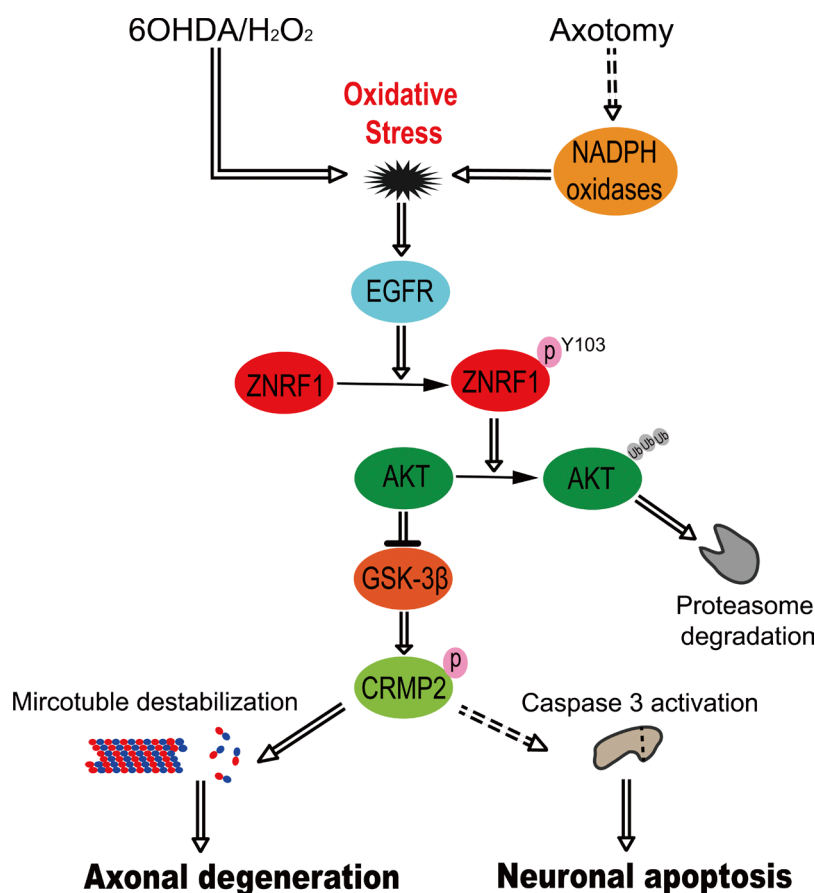 6OHDA/H₂O₂
Axotomy
Oxidative
Stress
NADPH
oxidases
EGFR
ZNRF1
ZNRF1
p
Y103
AKT
AKT
Ub Ub Ub
GSK-3β
Proteasome
degradation
CRMP2
p
Mircotuble destabilization
Caspase 3 activation
Axonal degeneration
Neuronal apoptosis